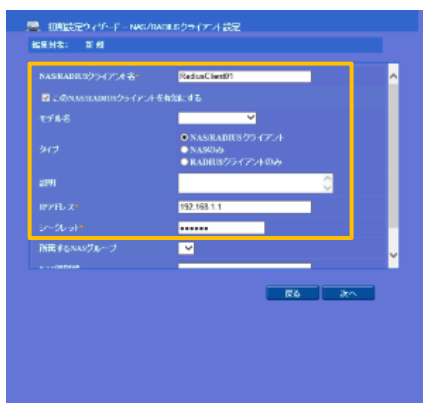 初期設定ウィザード – NAS/RADIUSクライアント設定
編集対象: 新規
NAS/RADIUSクライアント名*
RadiusClient01
このNAS/RADIUSクライアントを有効にする
モデル名
タイプ
NAS/RADIUSクライアント
NASのみ
RADIUSクライアントのみ
説明
IPアドレス*
192.168.1.1
シークレット*
••••••
所属するNASグループ
戻る 次へ